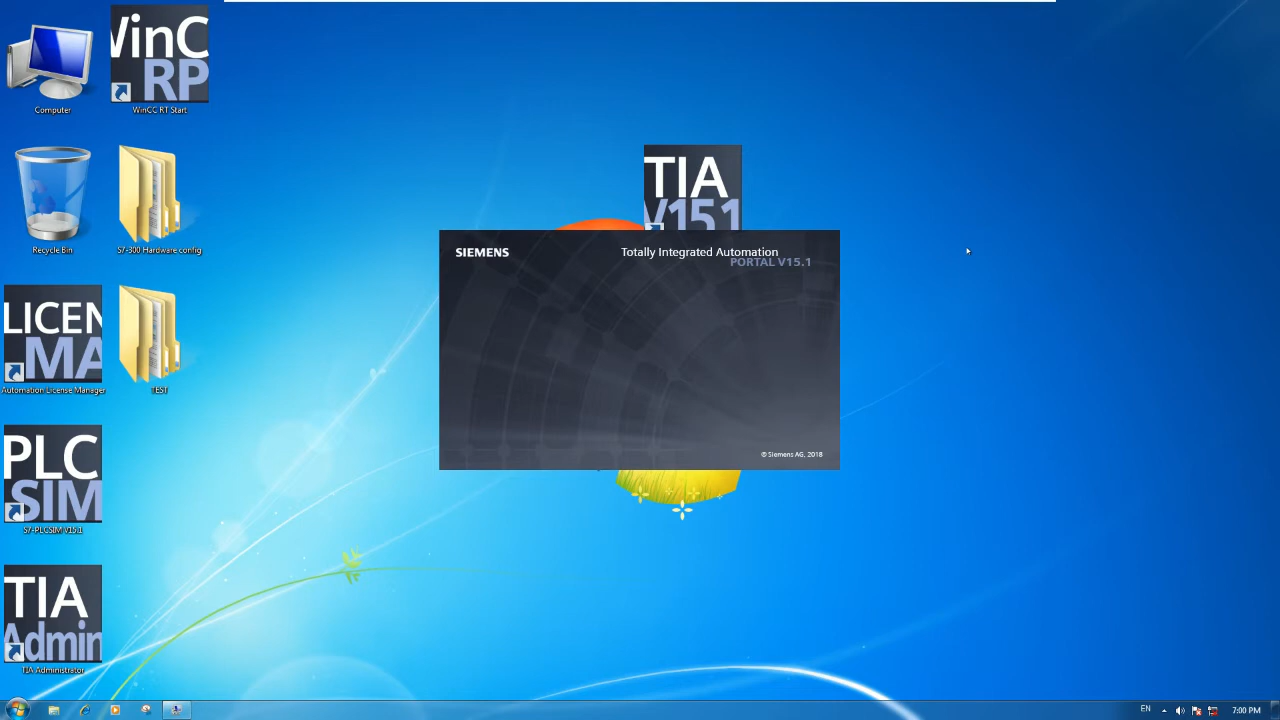 WinC
RP
WinCC RT Start
Computer
Recycle Bin
S7-300 Hardware config
TIA
V15.1
SIEMENS
Totally Integrated Automation
PORTAL V15.1
© Siemens AG, 2018
LICEN
MA
Automation License Manager
TEST
PLC
SIM
S7-PLCSIM V15.1
TIA
Admin
TIA Administrator
EN
7:00 PM